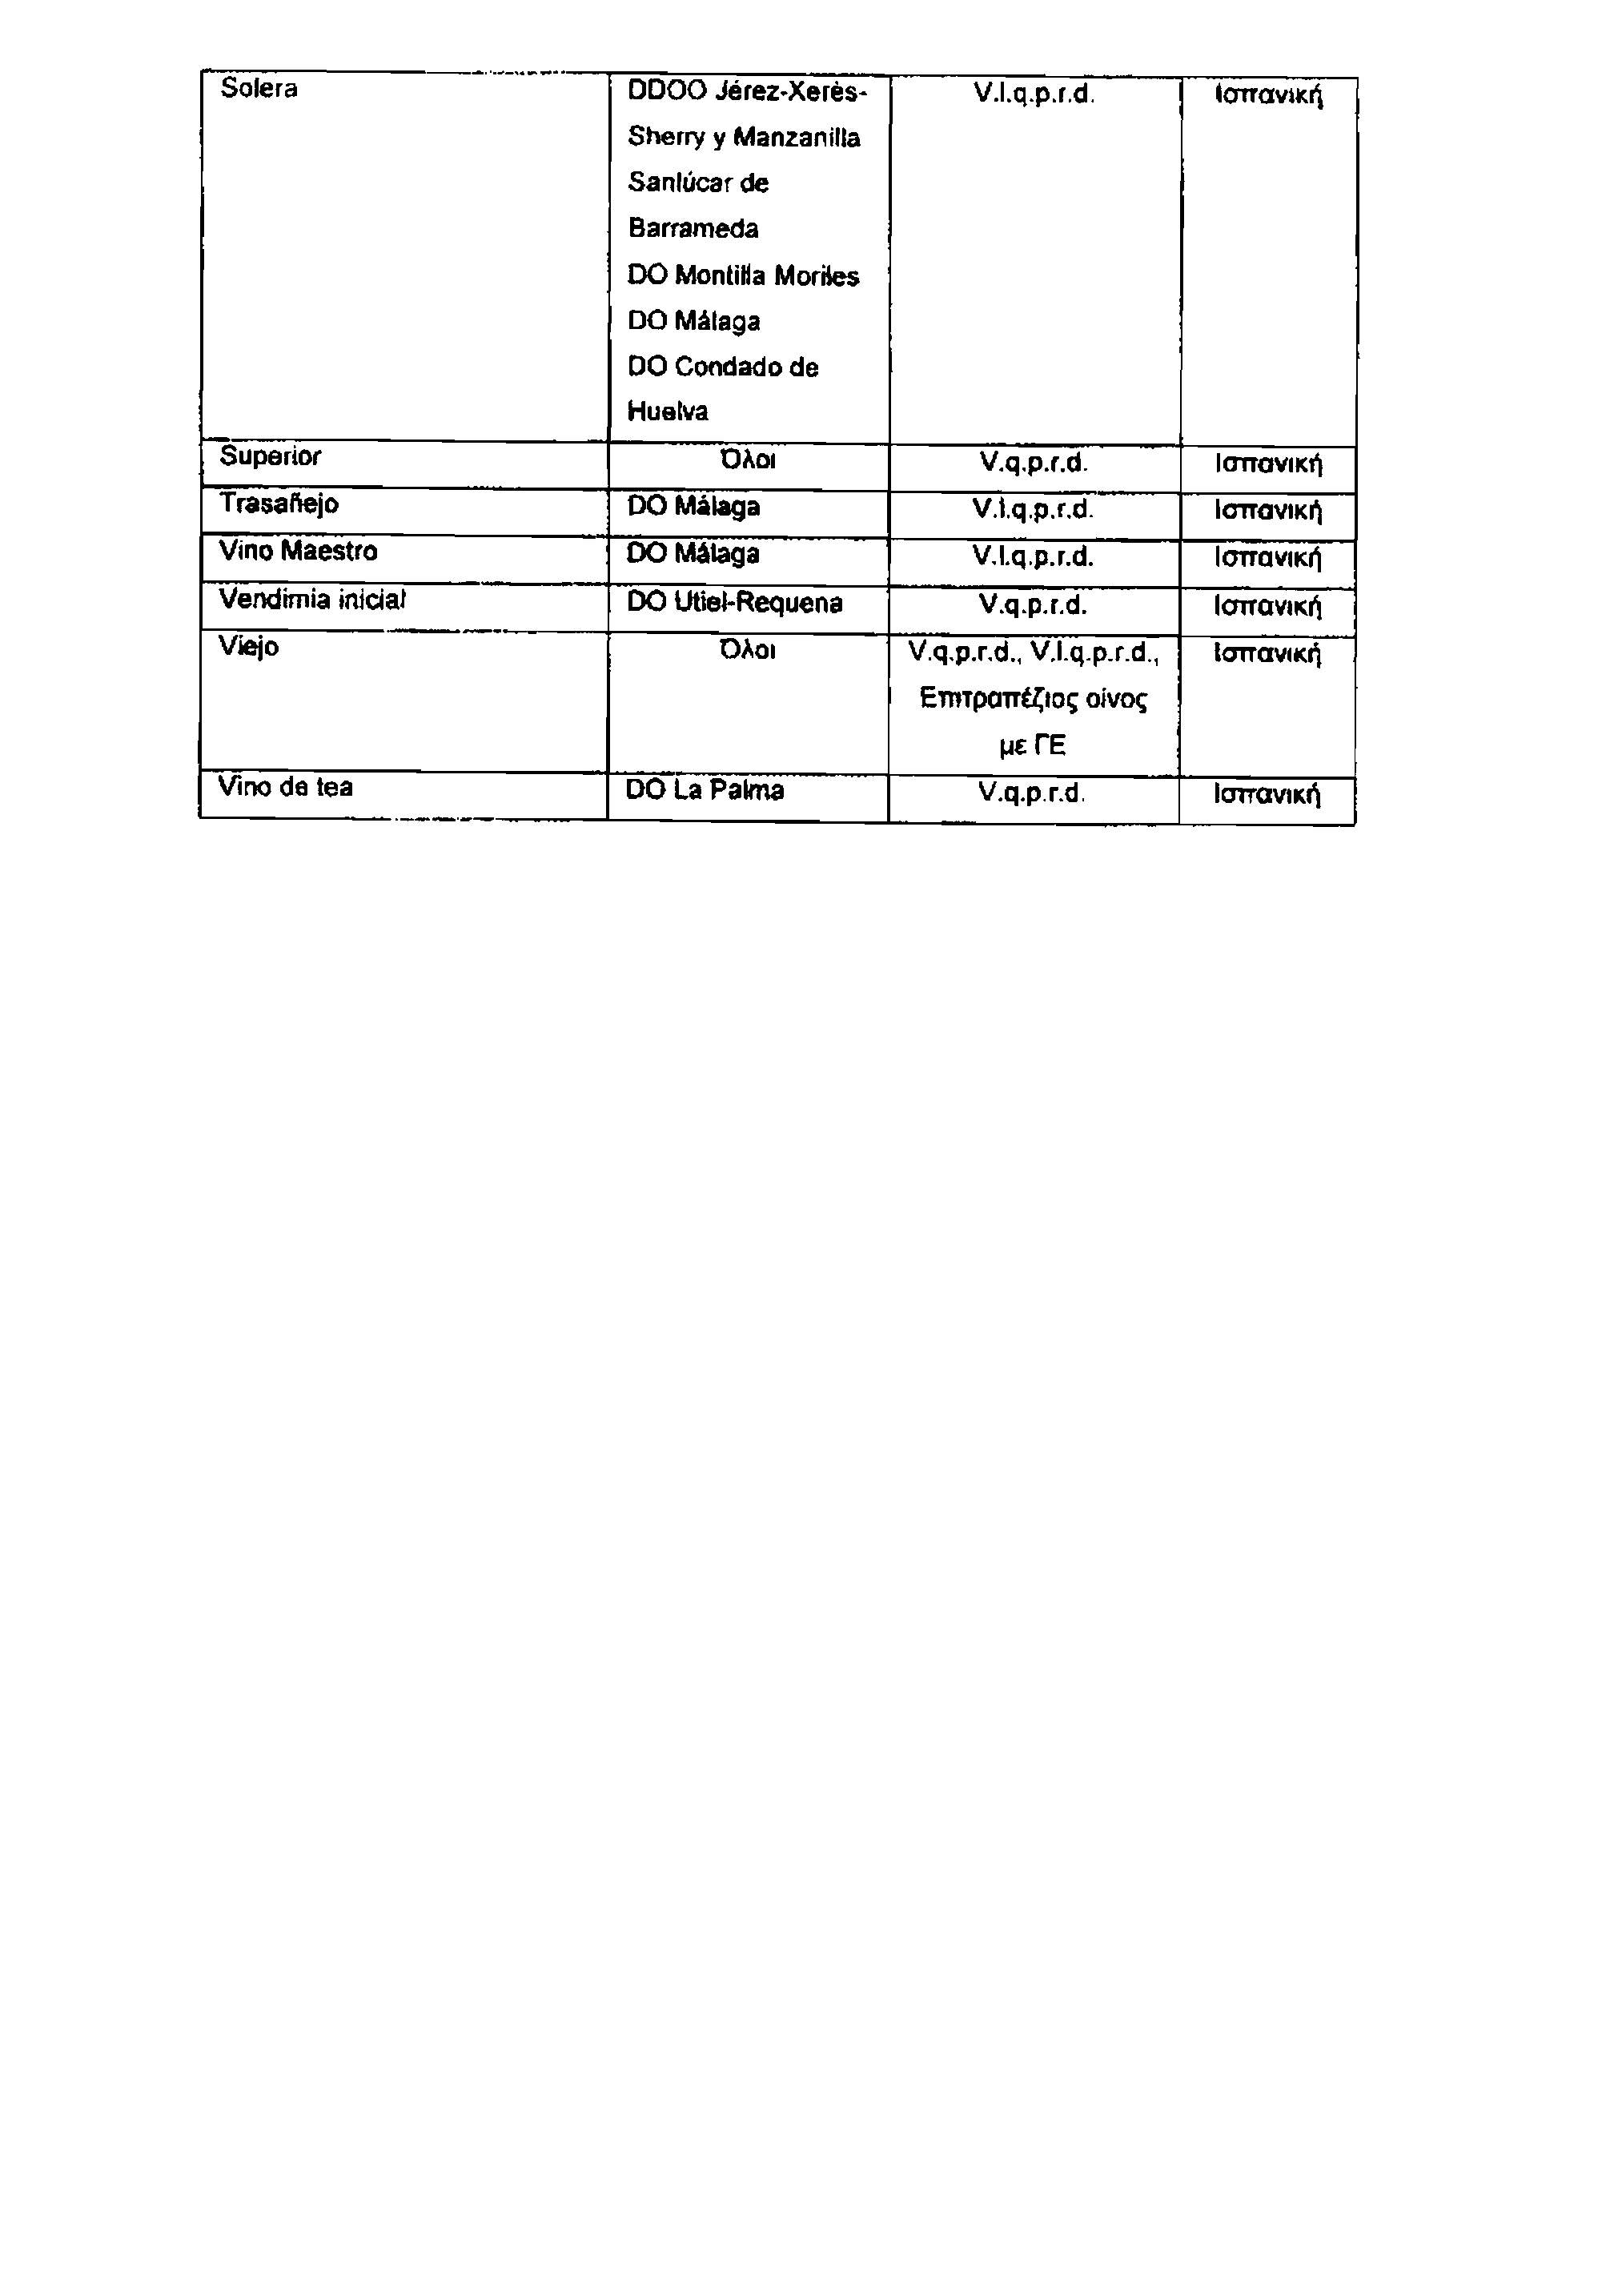 Solera DDOO Jérez-Xerès- V.l.q.p.r.d. Ισπανική
Sherry y Manzanilla
Sanlúcar de
Barrameda
DO Montilla Moriles
DO Málaga
DO Condado de
Huelva
Superior Όλοι V.q.p.r.d. Ισπανική
Trasañejo DO Málaga V.l.q.p.r.d. Ισπανική
Vino Maestro DO Málaga V.l.q.p.r.d. Ισπανική
Vendimia inicial DO Utiel-Requena V.q.p.r.d. Ισπανική
Viejo Όλοι V.q.p.r.d., V.l.q.p.r.d., Ισπανική
Επιτραπέζιος οίνος
με ΓΕ
Vino de tea DO La Palma V.q.p.r.d. Ισπανική